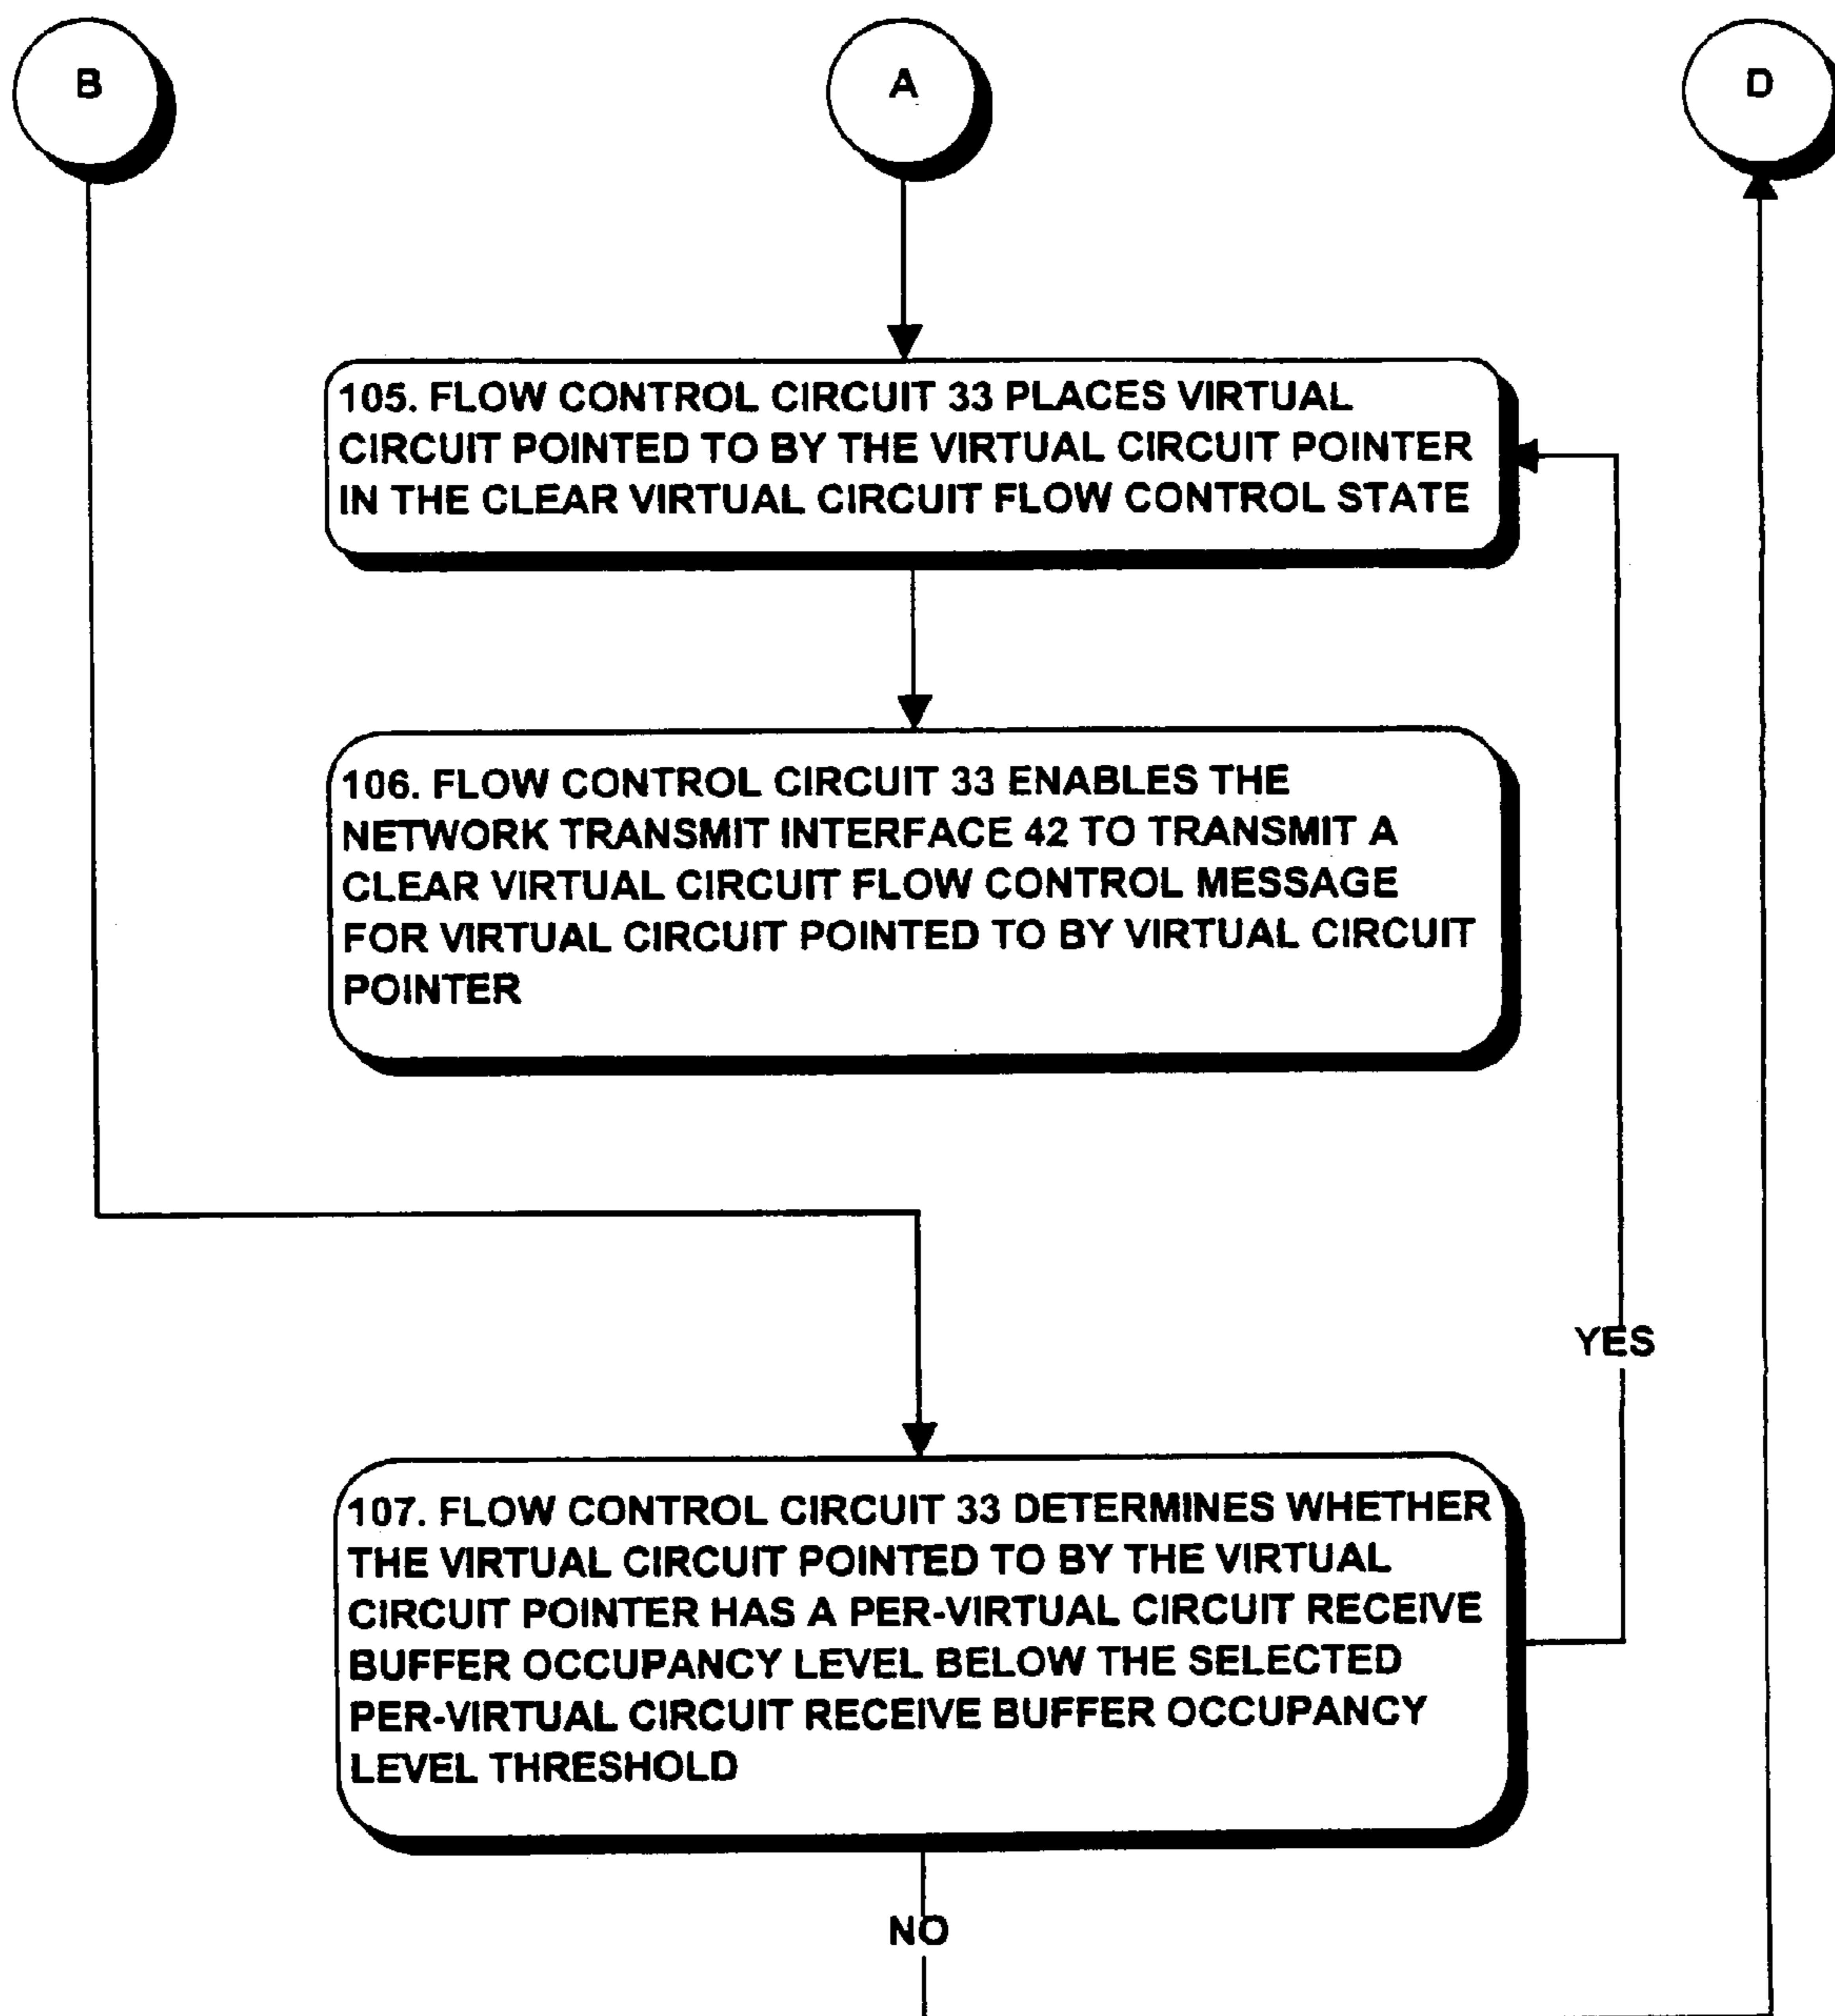 B
A
D
105. FLOW CONTROL CIRCUIT 33 PLACES VIRTUAL
CIRCUIT POINTED TO BY THE VIRTUAL CIRCUIT POINTER
IN THE CLEAR VIRTUAL CIRCUIT FLOW CONTROL STATE
106. FLOW CONTROL CIRCUIT 33 ENABLES THE
NETWORK TRANSMIT INTERFACE 42 TO TRANSMIT A
CLEAR VIRTUAL CIRCUIT FLOW CONTROL MESSAGE
FOR VIRTUAL CIRCUIT POINTED TO BY VIRTUAL CIRCUIT
POINTER
YES
107. FLOW CONTROL CIRCUIT 33 DETERMINES WHETHER
THE VIRTUAL CIRCUIT POINTED TO BY THE VIRTUAL
CIRCUIT POINTER HAS A PER-VIRTUAL CIRCUIT RECEIVE
BUFFER OCCUPANCY LEVEL BELOW THE SELECTED
PER-VIRTUAL CIRCUIT RECEIVE BUFFER OCCUPANCY
LEVEL THRESHOLD
NO